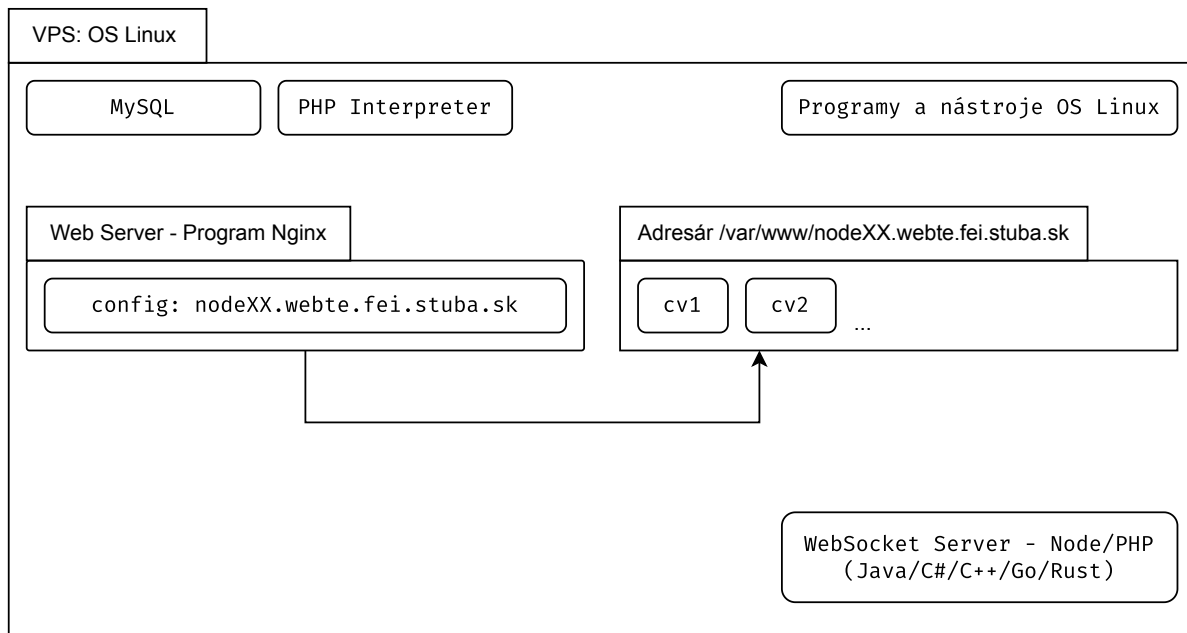 VPS: OS Linux
MySQL
PHP Interpreter
Programy a nástroje OS Linux
Web Server - Program Nginx
Adresár /var/www/nodeXX.webte.fei.stuba.sk
config: nodeXX.webte.fei.stuba.sk
cv1
cv2
...
WebSocket Server - Node/PHP
(Java/C#/C++/Go/Rust)